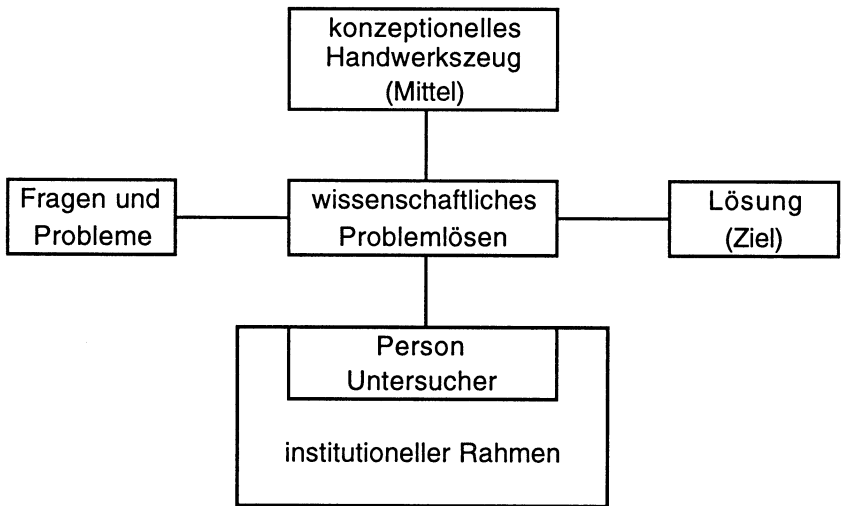 konzeptionelles
Handwerkszeug
(Mittel)
Fragen und
Probleme
wissenschaftliches
Problemlösen
Lösung
(Ziel)
Person
Untersucher
institutioneller Rahmen